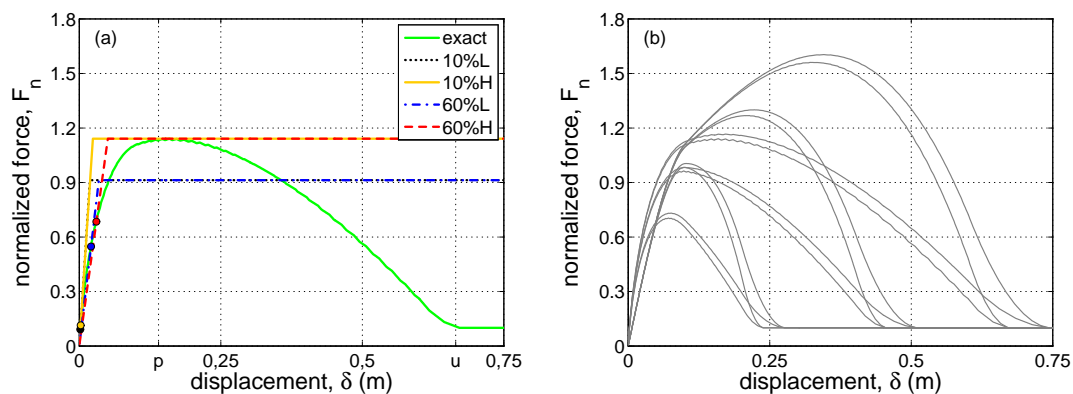 (a)
exact
10%L
10%H
60%L
60%H
1.8
1.5
1.2
0.9
0.6
0.3
0
normalized force, Fn
0 p 0,25 0,5 u 0,75
displacement, δ (m)
(b)
1.8
1.5
1.2
0.9
0.6
0.3
0
normalized force, Fn
0 0.25 0.5 0.75
displacement, δ (m)